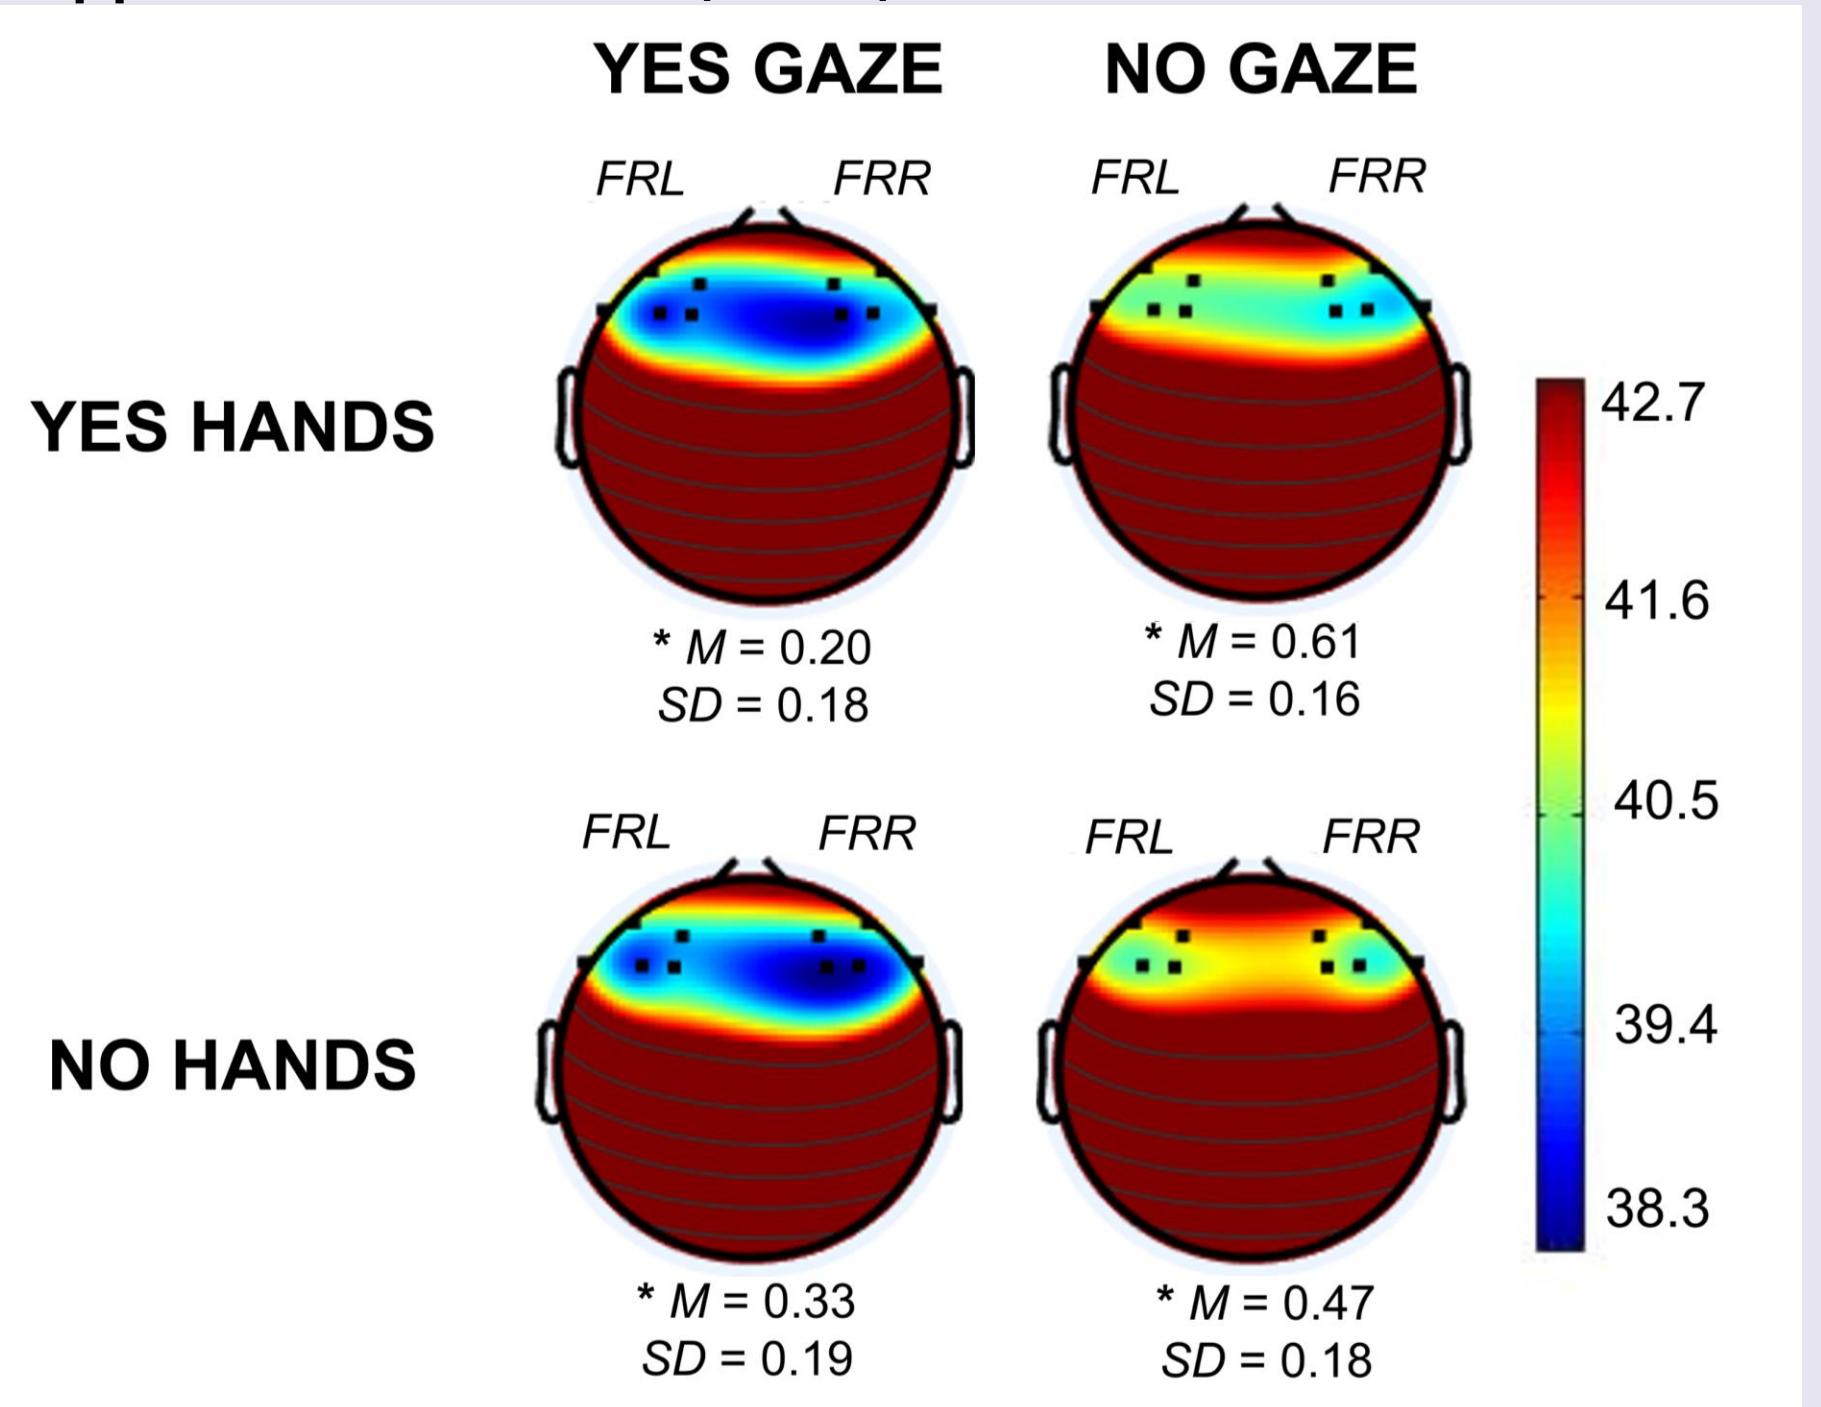 YES GAZE NO GAZE
FRL FRR FRL FRR
YES HANDS
* M = 0.20 * M = 0.61
SD = 0.18 SD = 0.16
FRL FRR FRL FRR
NO HANDS
* M = 0.33 * M = 0.47
SD = 0.19 SD = 0.18
42.7
41.6
40.5
39.4
38.3